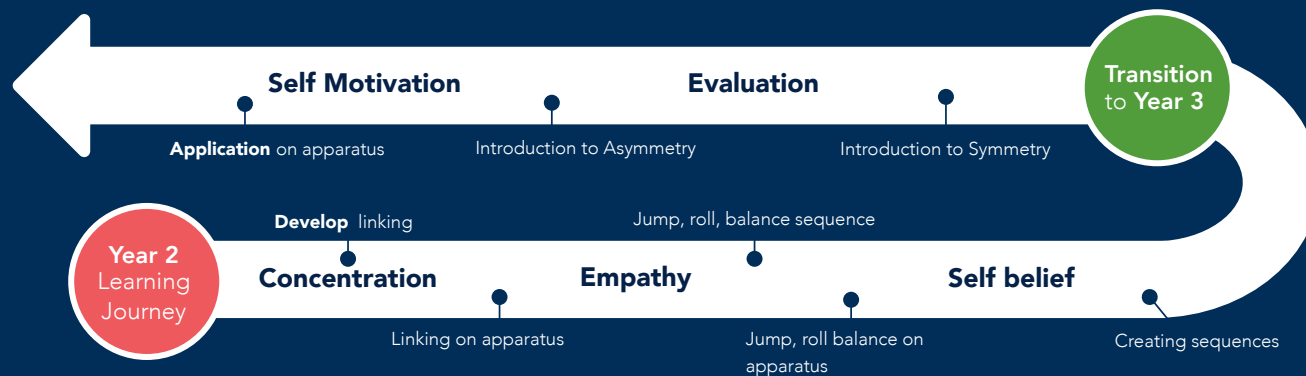 Self Motivation
Evaluation
Transition
to Year 3
Application on apparatus
Introduction to Asymmetry
Introduction to Symmetry
Develop linking
Jump, roll, balance sequence
Year 2
Learning
Journey
Concentration
Empathy
Self belief
Linking on apparatus
Jump, roll balance on
apparatus
Creating sequences